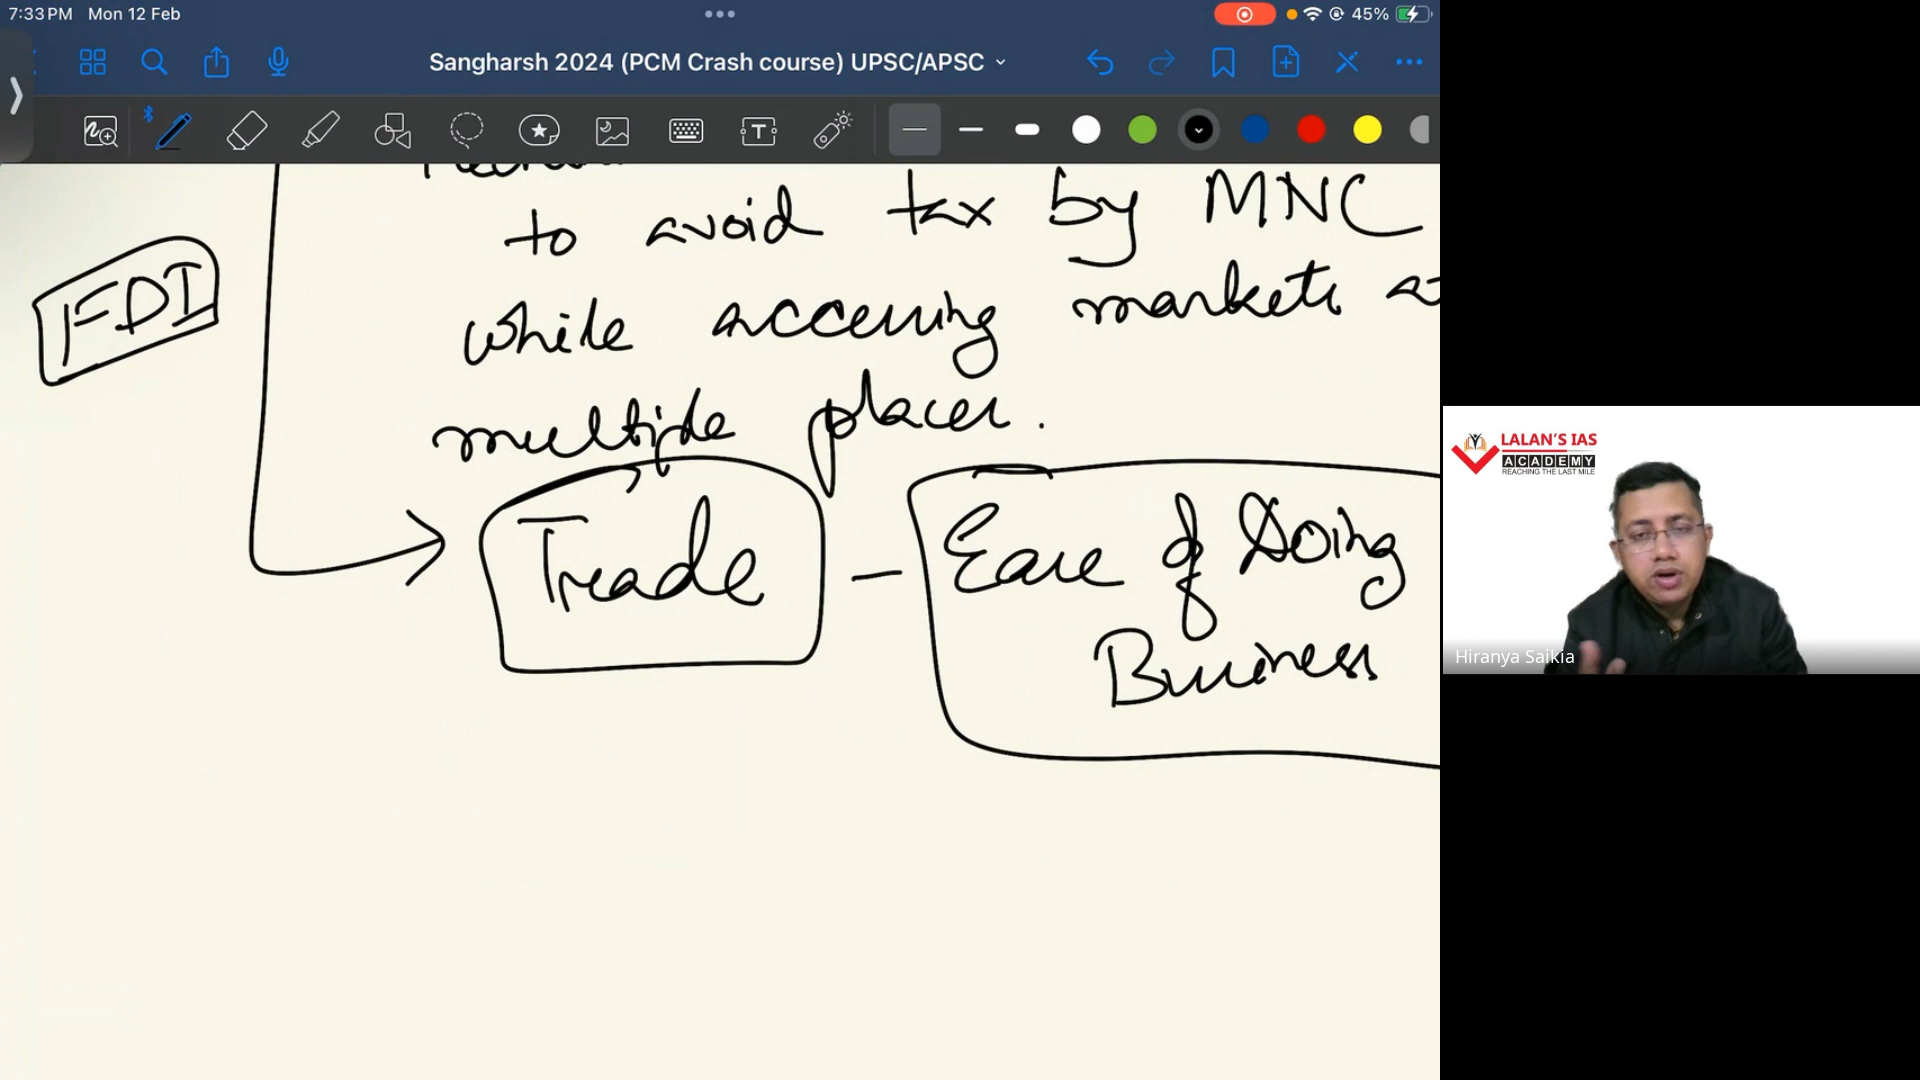 7:33 PM Mon 12 Feb
45%
Sangharsh 2024 (PCM Crash course) UPSC/APSC
to avoid tax by MNC
while accessing markets at
multiple places.
FDI
Trade - Ease of Doing
Business
LALAN'S IAS
ACADEMY
REACHING THE LAST MILE
Hiranya Saikia